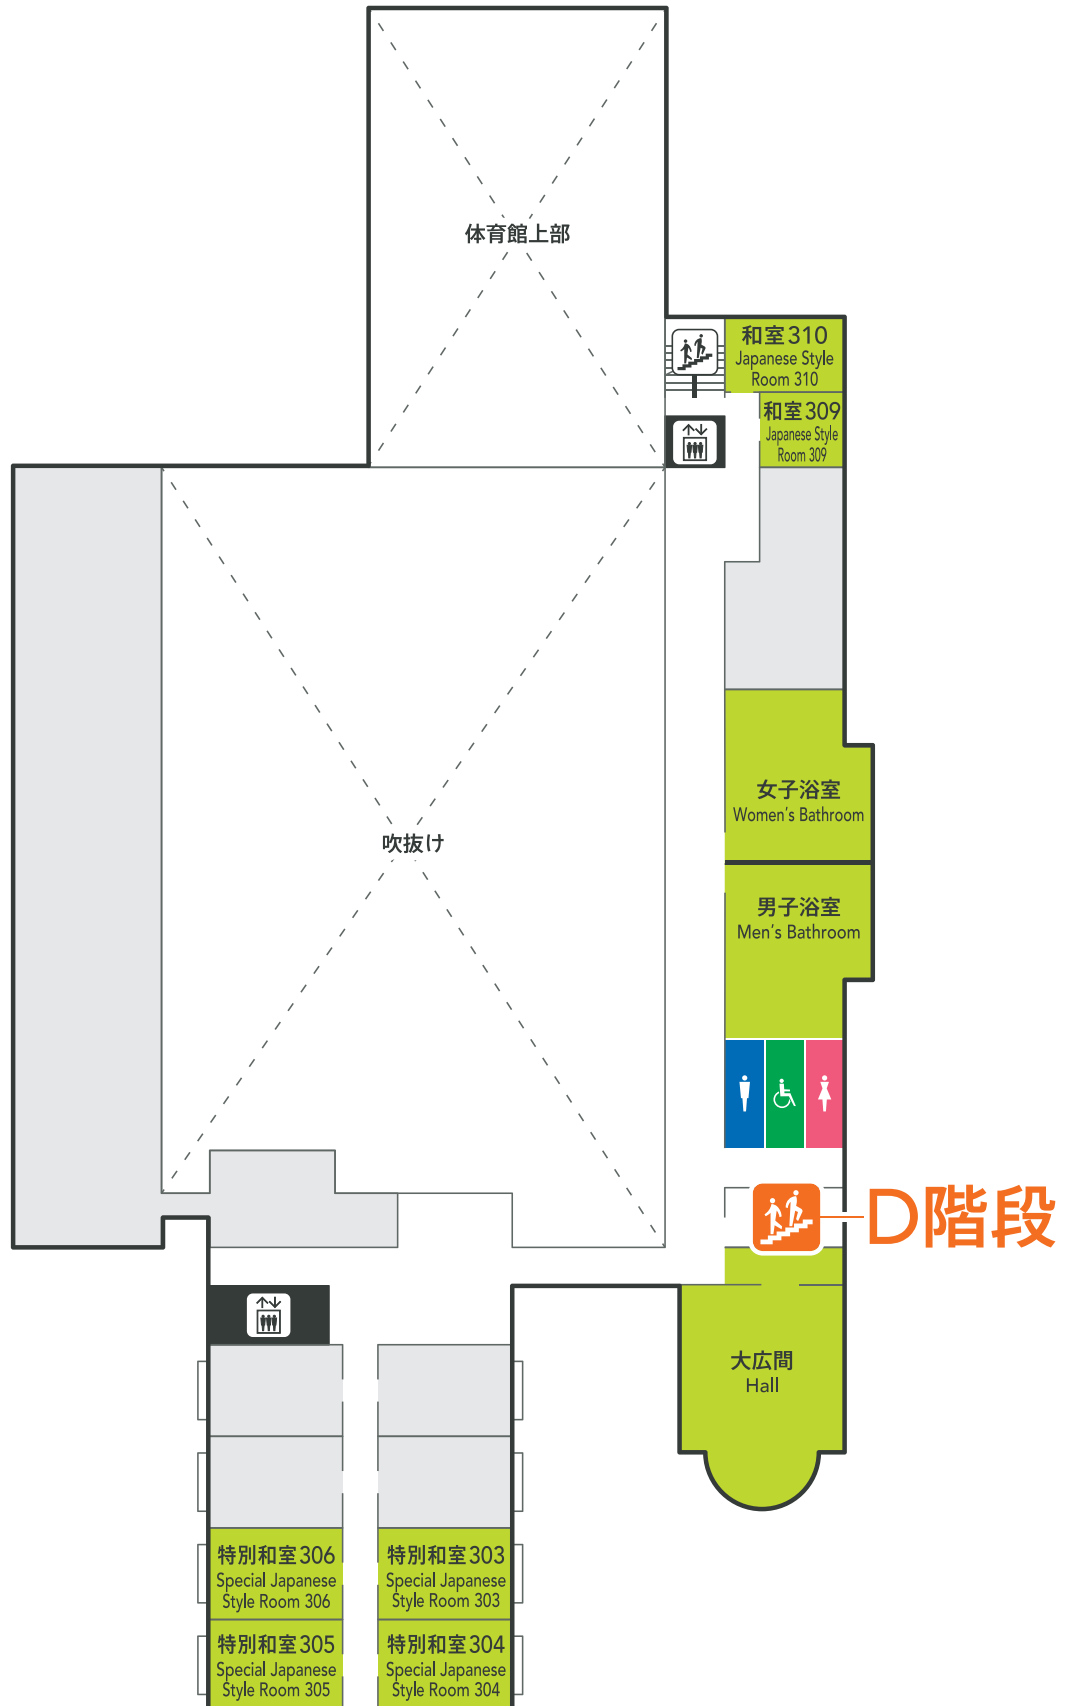 体育館上部
和室310
Japanese Style
Room 310
和室309
Japanese Style
Room 309
女子浴室
Women's Bathroom
吹抜け
男子浴室
Men's Bathroom
D階段
大広間
Hall
特別和室306
Special Japanese
Style Room 306
特別和室303
Special Japanese
Style Room 303
特別和室305
Special Japanese
Style Room 305
特別和室304
Special Japanese
Style Room 304